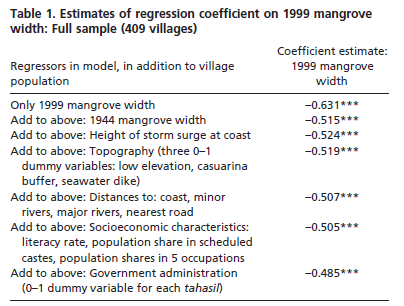 Table 1. Estimates of regression coefficient on 1999 mangrove
width: Full sample (409 villages)
Coefficient estimate:
Regressors in model, in addition to village 1999 mangrove
population width
Only 1999 mangrove width –0.631***
Add to above: 1944 mangrove width –0.515***
Add to above: Height of storm surge at coast –0.524***
Add to above: Topography (three 0–1 –0.519***
dummy variables: low elevation, casuarina
buffer, seawater dike)
Add to above: Distances to: coast, minor –0.507***
rivers, major rivers, nearest road
Add to above: Socioeconomic characteristics: –0.505***
literacy rate, population share in scheduled
castes, population shares in 5 occupations
Add to above: Government administration –0.485***
(0–1 dummy variable for each tahasil)